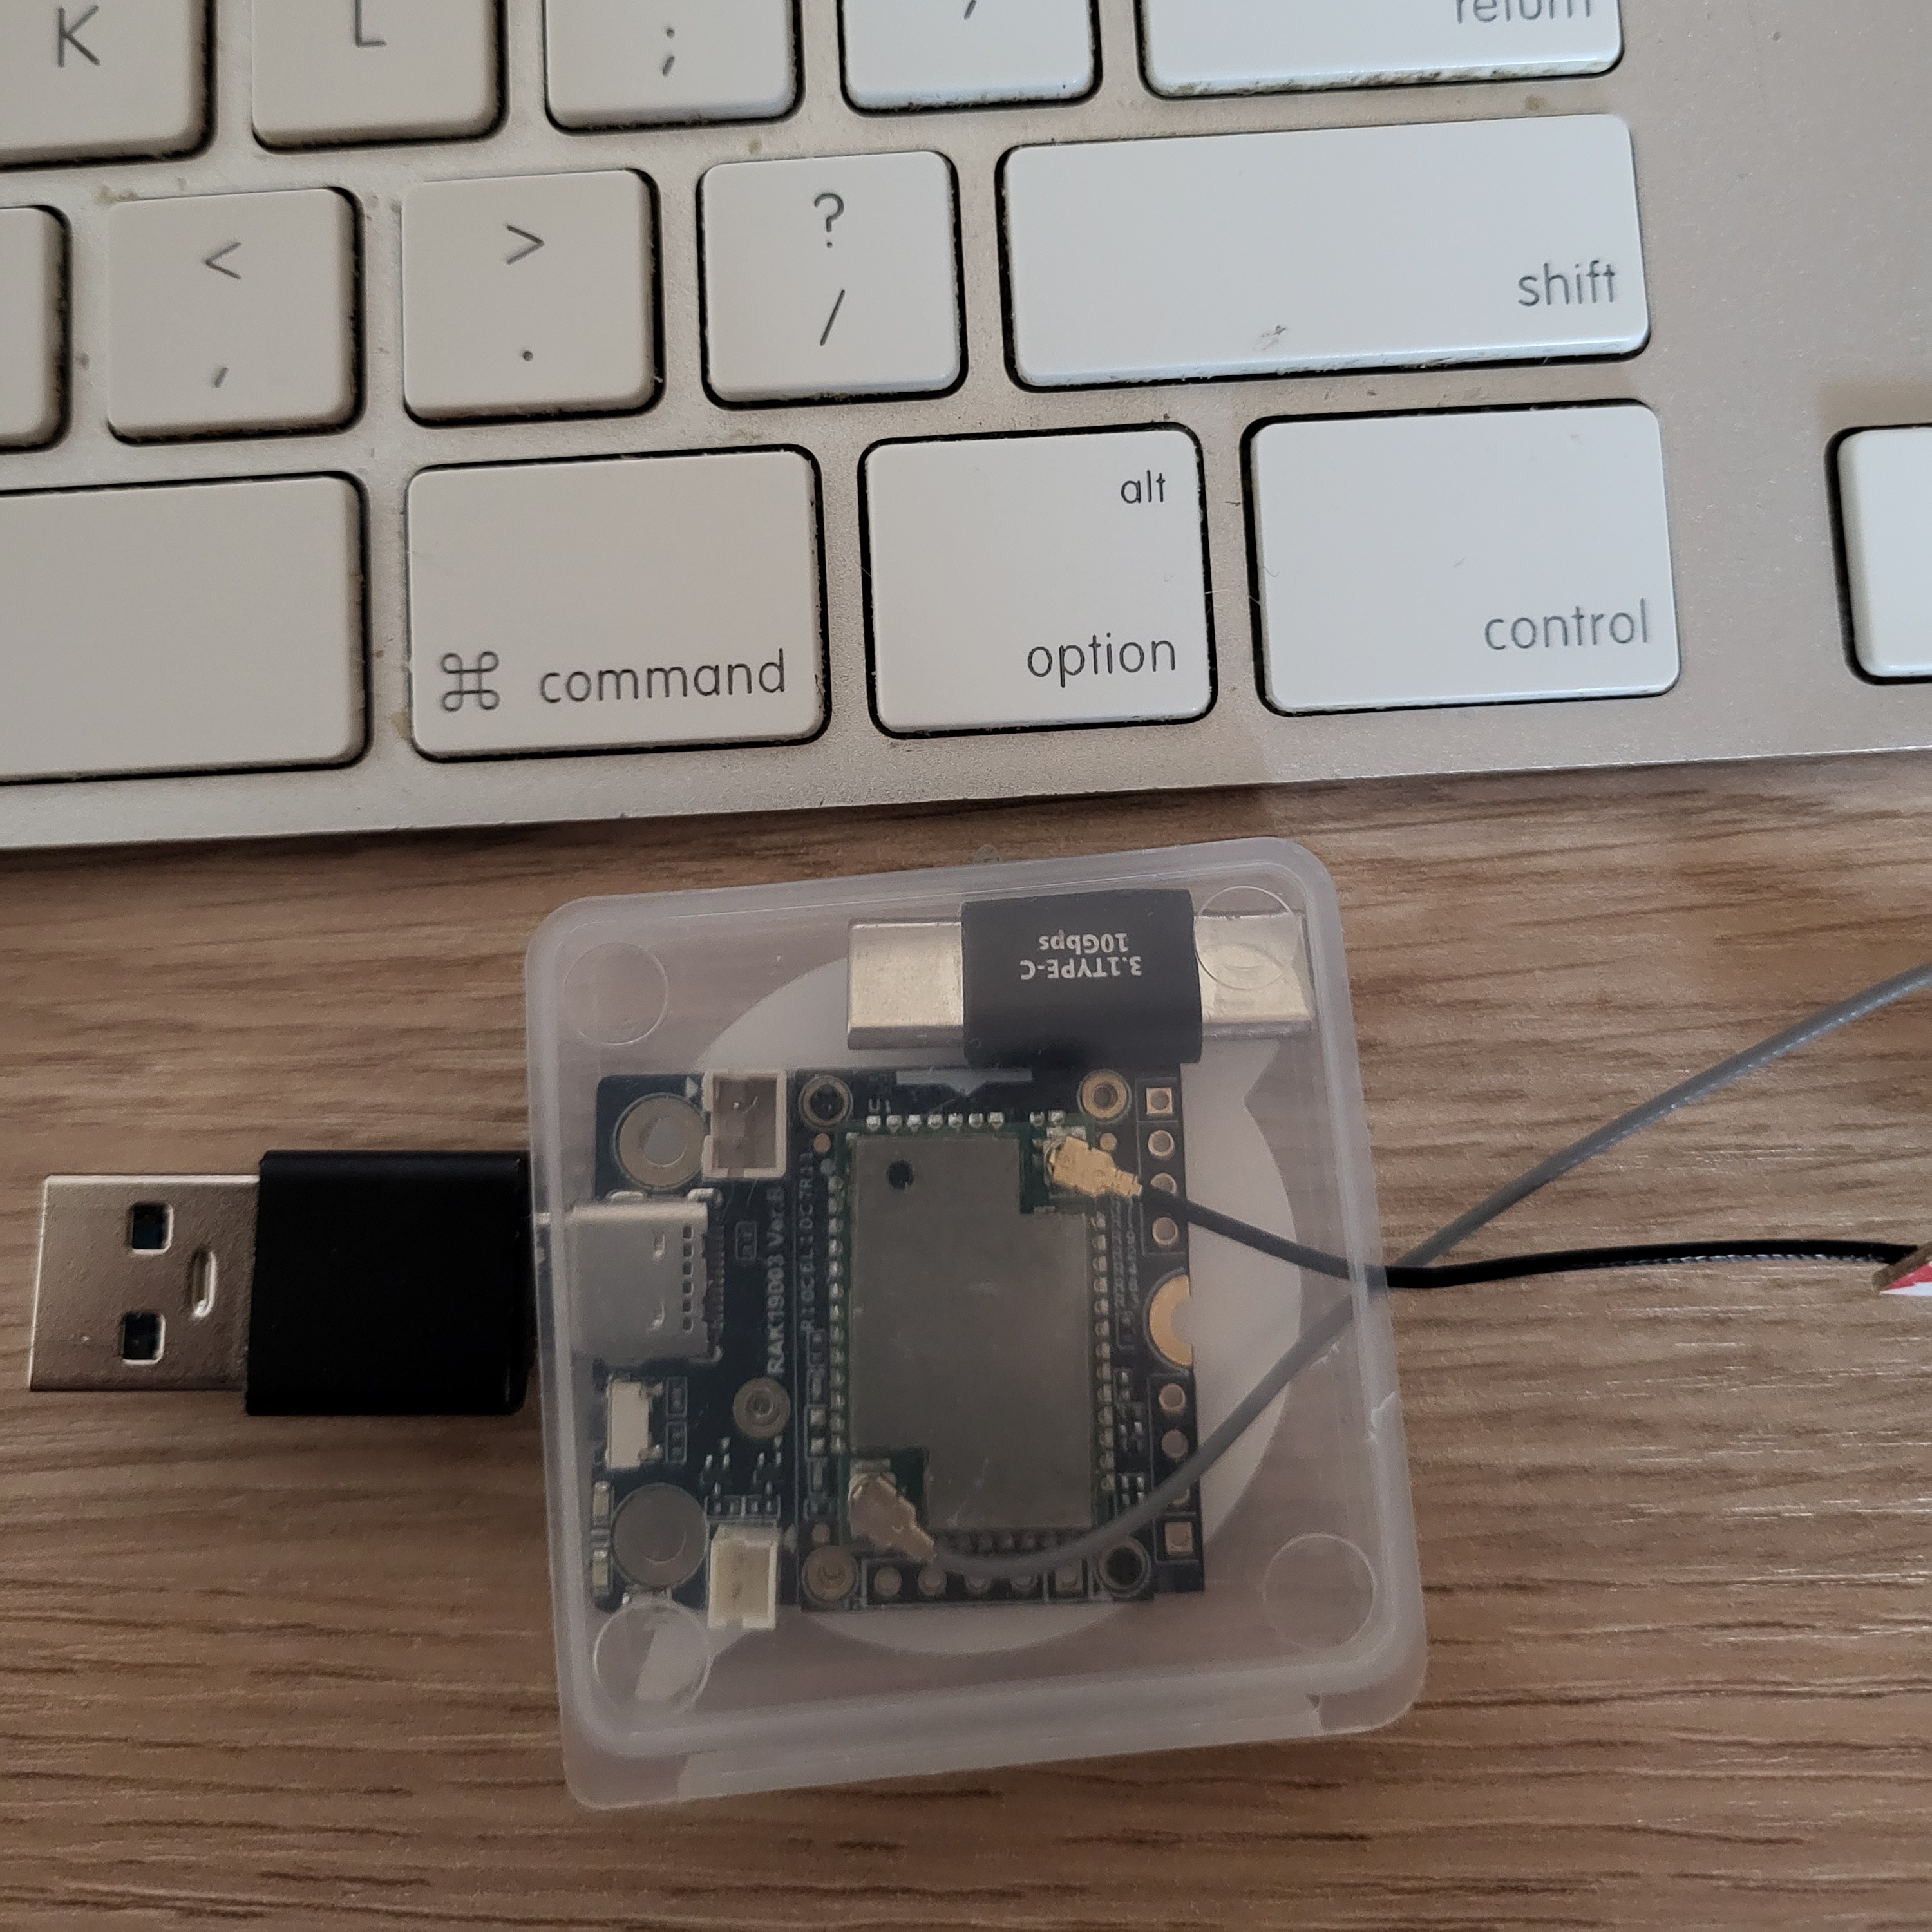 K
L
;
return
<
,
>
.
?
/
shift
⌘ command
alt
option
control
3.1TYPE-C
10Gbps
RAK19003 Ver.B